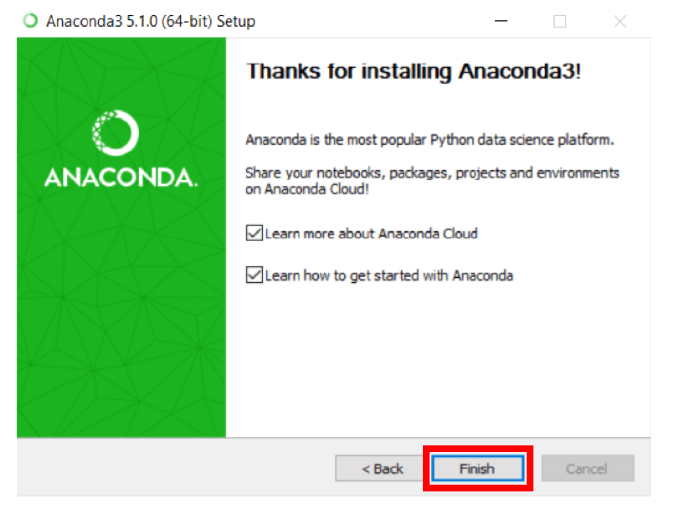 Anaconda3 5.1.0 (64-bit) Setup
Thanks for installing Anaconda3!
ANACONDA.
Anaconda is the most popular Python data science platform.
Share your notebooks, packages, projects and environments
on Anaconda Cloud!
Learn more about Anaconda Cloud
Learn how to get started with Anaconda
< Back
Finish
Cancel